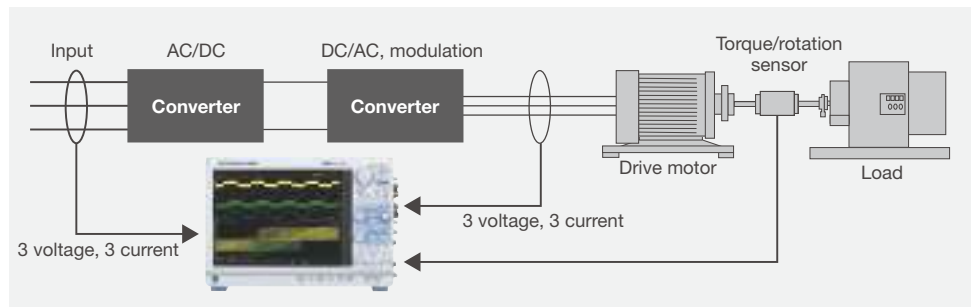 Input
AC/DC
DC/AC, modulation
Torque/rotation
sensor
Converter
Converter
Drive motor
Load
3 voltage, 3 current
3 voltage, 3 current